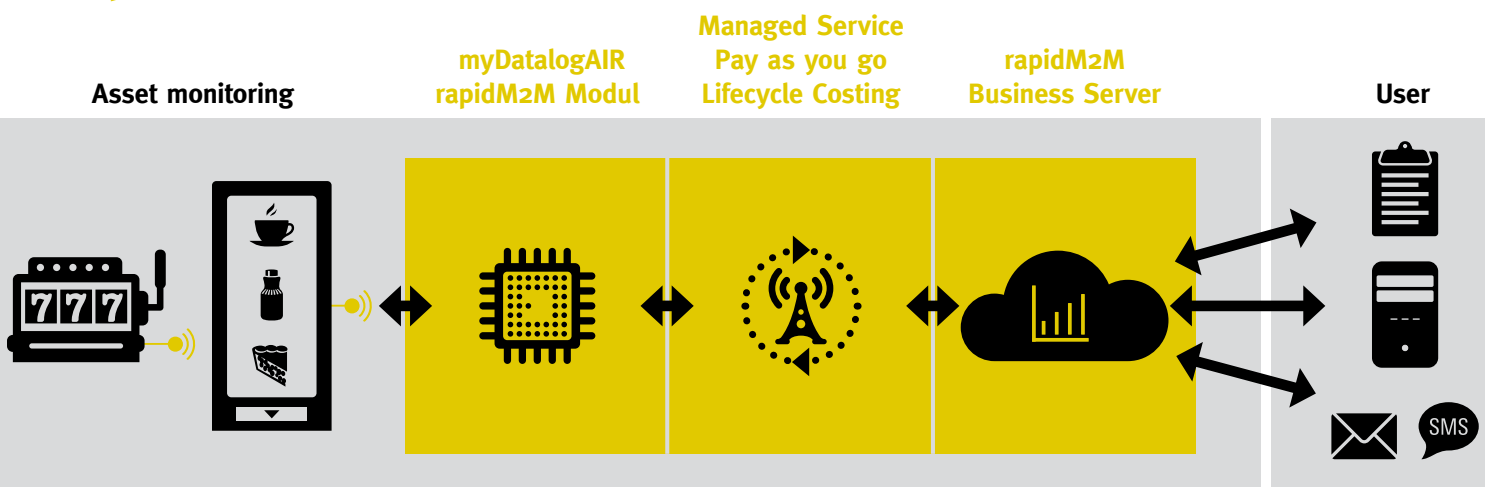 Asset monitoring
myDatalogAIR
rapidM2M Modul
Managed Service
Pay as you go
Lifecycle Costing
rapidM2M
Business Server
User
777
SMS